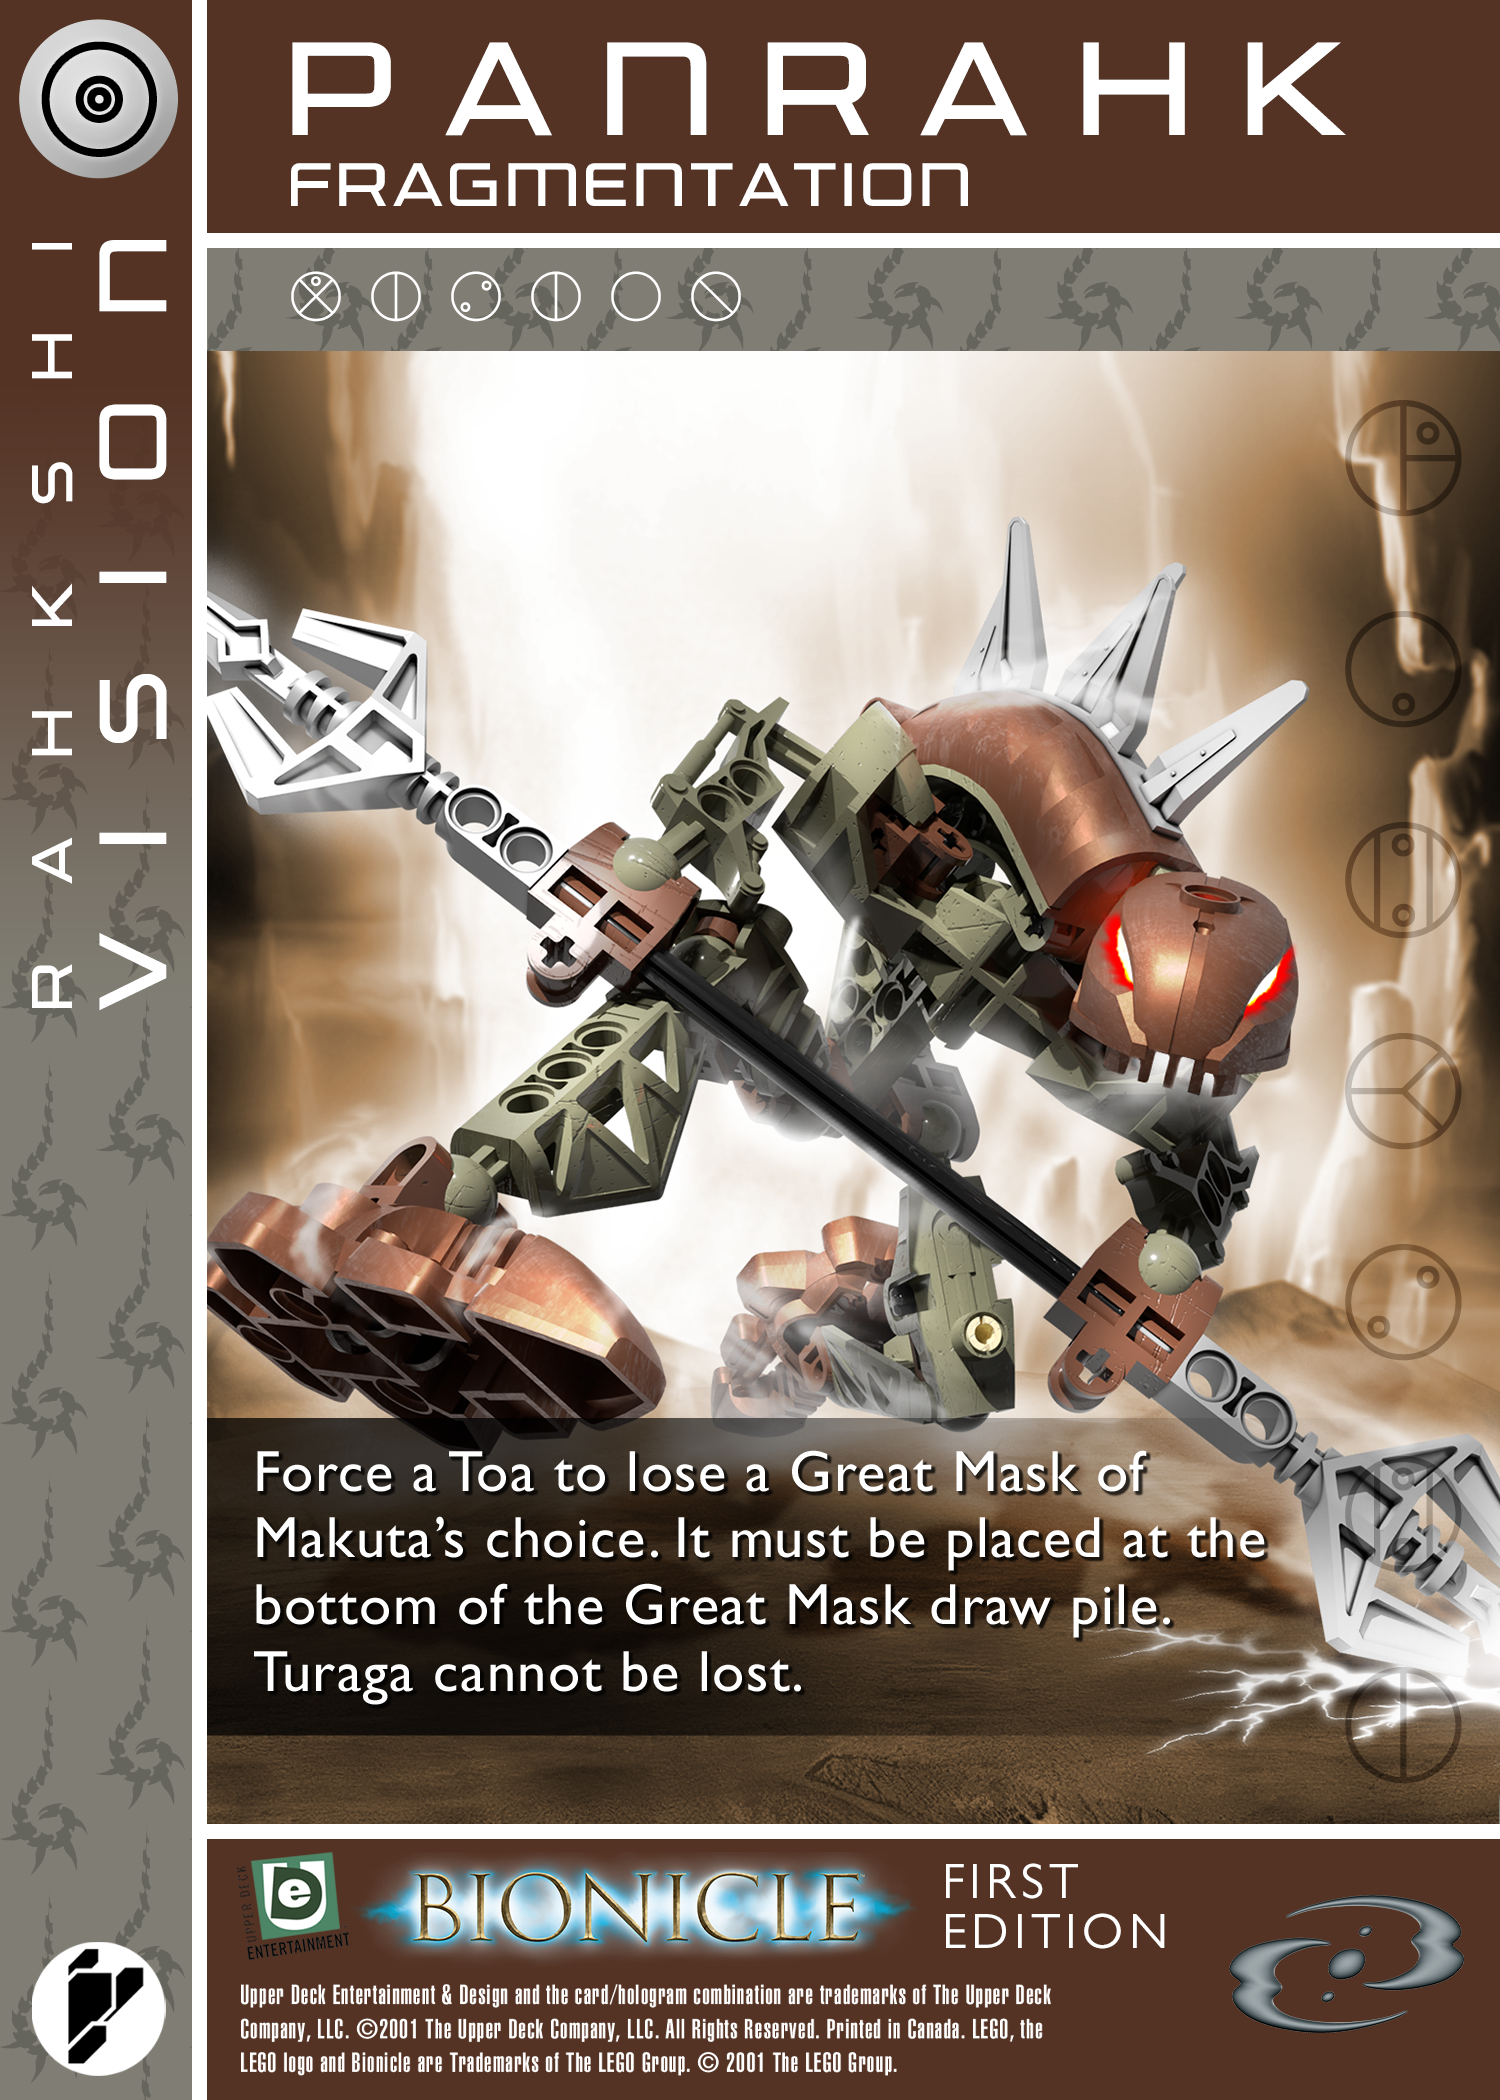 PANRAHK
FRAGMENTATION
RAHKSHI
VISION
Force a Toa to lose a Great Mask of
Makuta’s choice. It must be placed at the
bottom of the Great Mask draw pile.
Turaga cannot be lost.
UPPER DECK
e
ENTERTAINMENT
BIONICLE
FIRST
EDITION
Upper Deck Entertainment & Design and the card/hologram combination are trademarks of The Upper Deck
Company, LLC. ©2001 The Upper Deck Company, LLC. All Rights Reserved. Printed in Canada. LEGO, the
LEGO logo and Bionicle are Trademarks of The LEGO Group. © 2001 The LEGO Group.